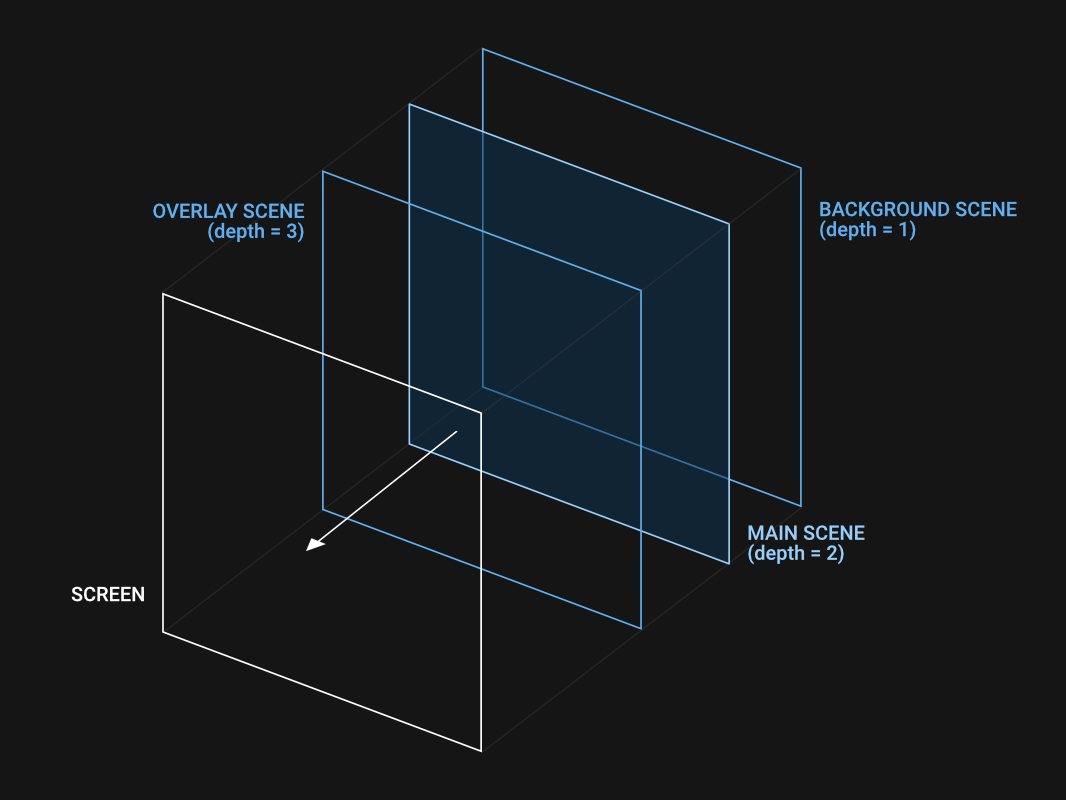 OVERLAY SCENE
(depth = 3)
BACKGROUND SCENE
(depth = 1)
MAIN SCENE
(depth = 2)
SCREEN